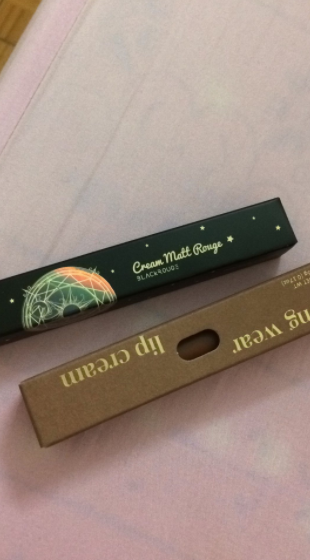 Cream Matt Rouge
BLACKROUGE
ng wear
lip cream